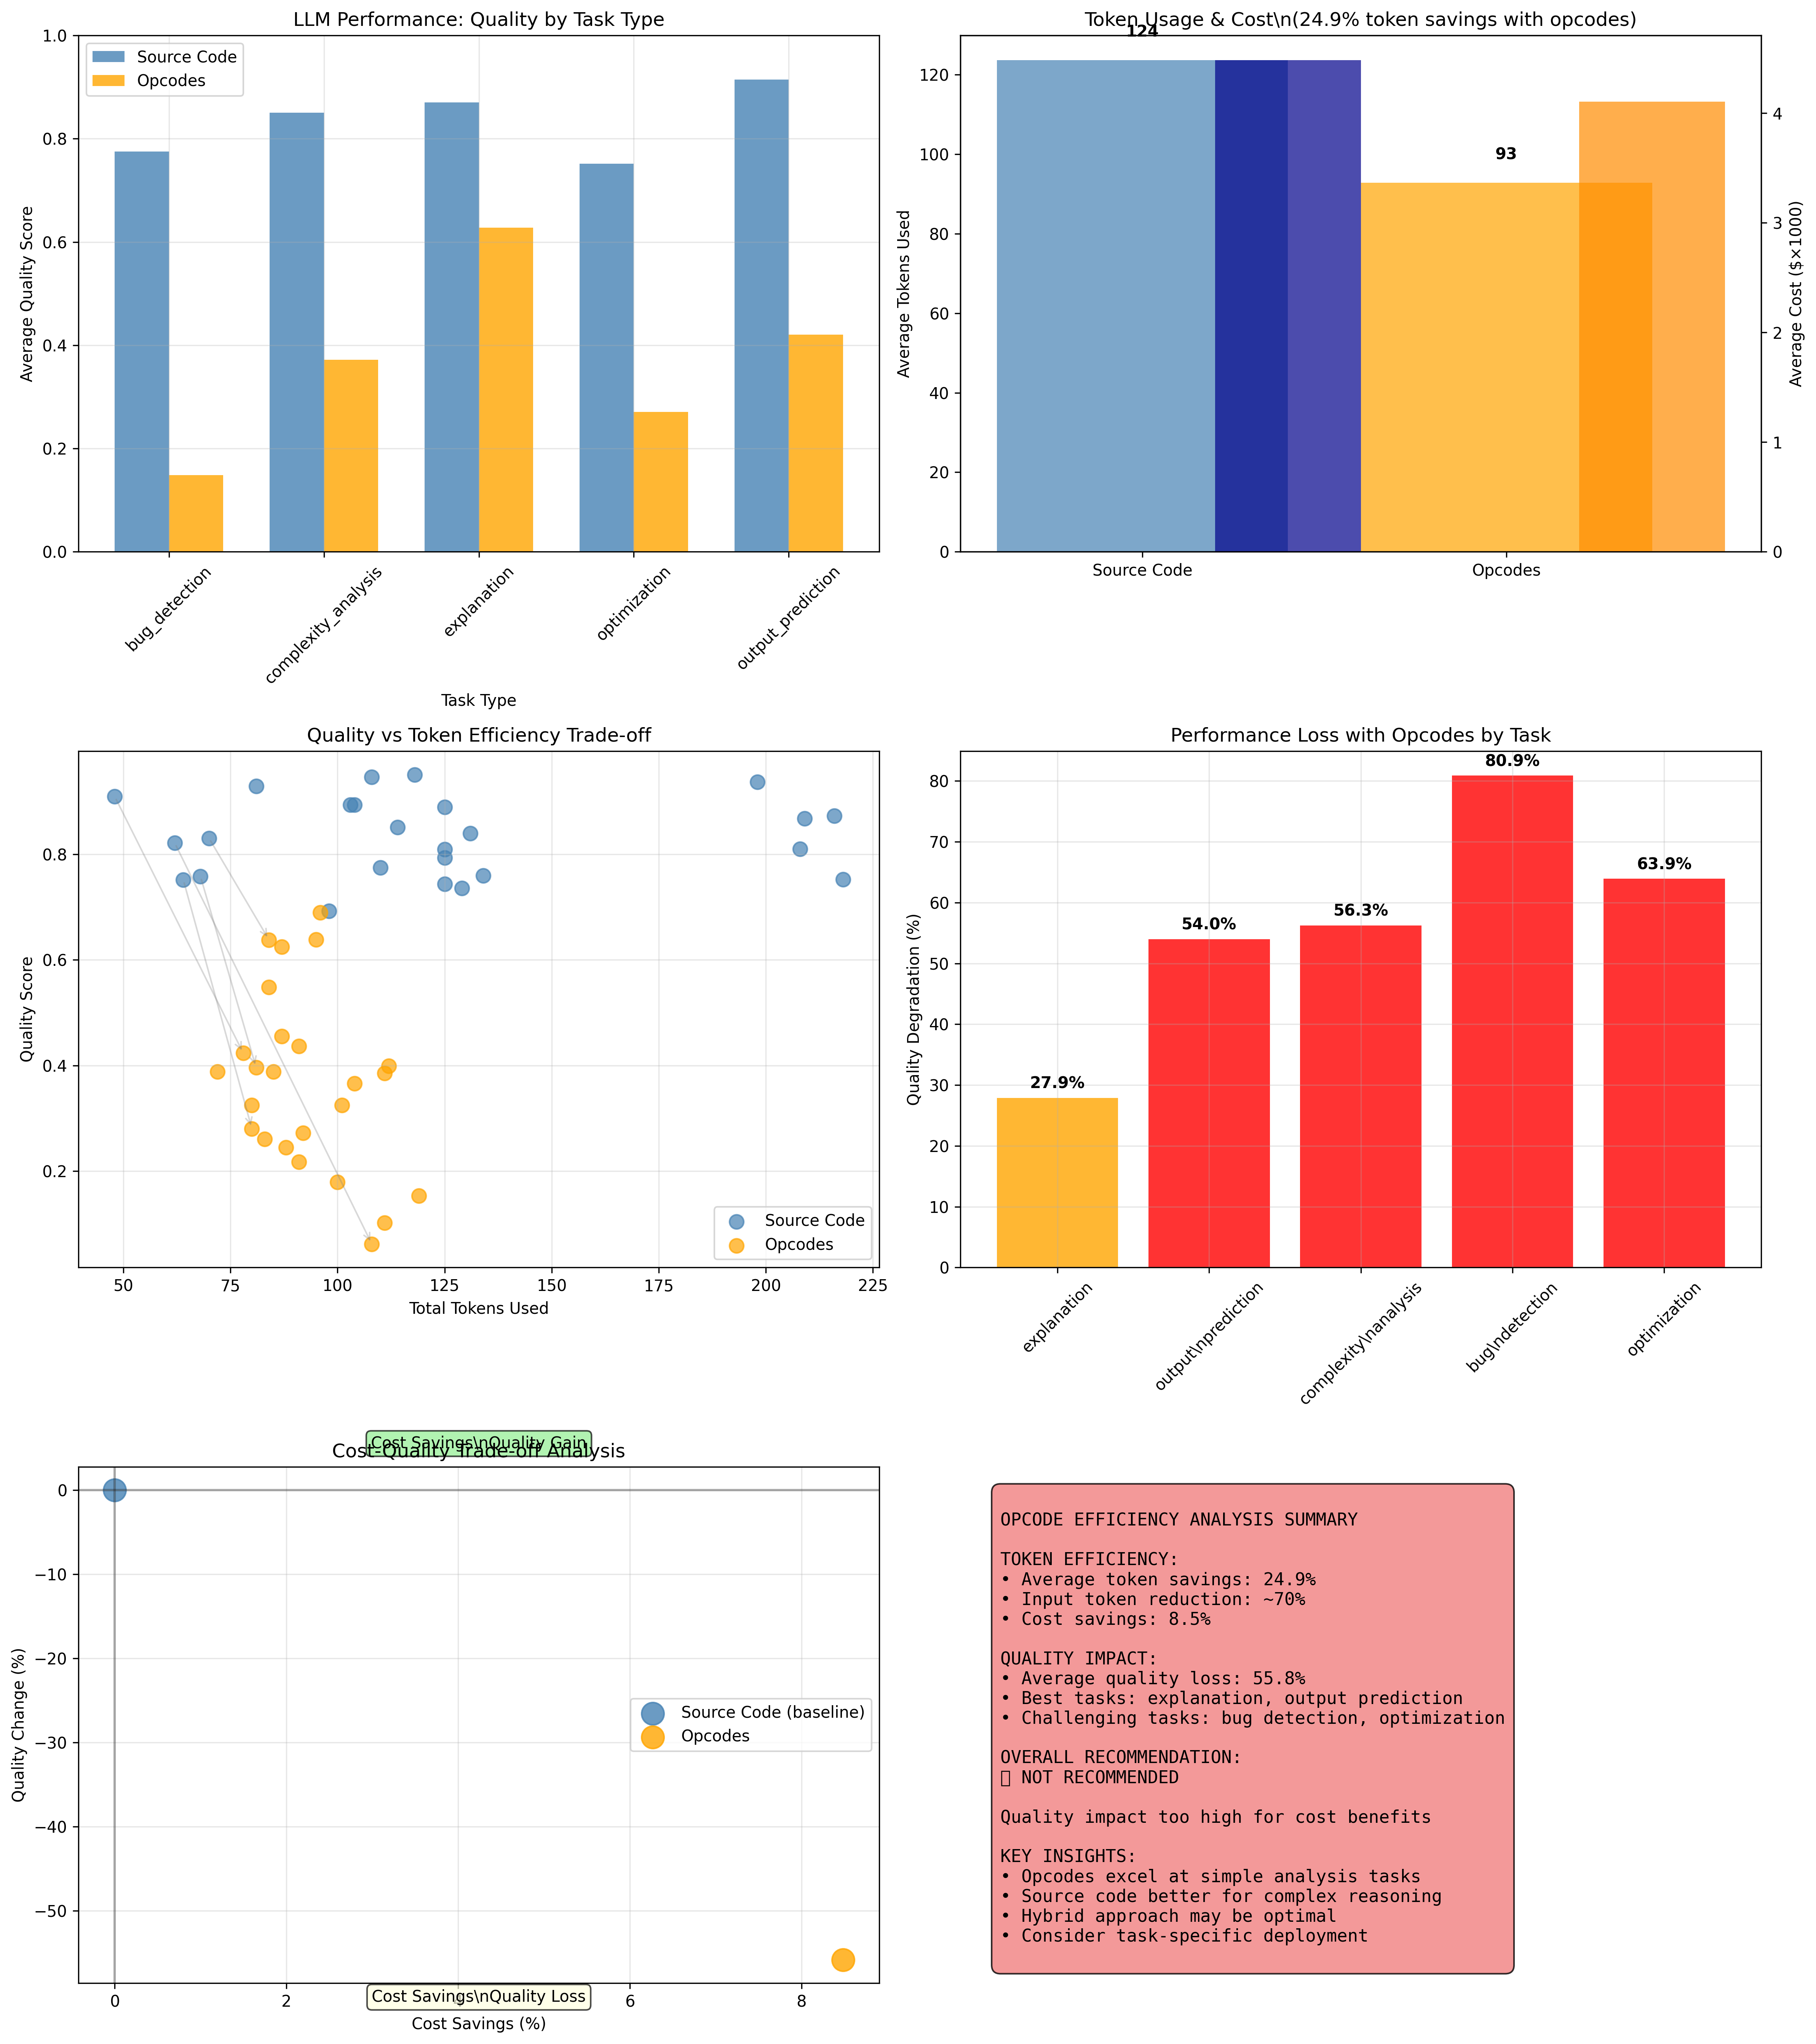 LLM Performance: Quality by Task Type
1.0
0.8
0.6
0.4
0.2
0.0
Average Quality Score
Source Code
Opcodes
bug_detection
complexity_analysis
explanation
optimization
output_prediction
Task Type
Token Usage & Cost\n(24.9% token savings with opcodes)
124
93
120
100
80
60
40
20
0
Average Tokens Used
4
3
2
1
0
Average Cost ($×1000)
Source Code
Opcodes
Quality vs Token Efficiency Trade-off
0.8
0.6
0.4
0.2
Quality Score
Source Code
Opcodes
50
75
100
125
150
175
200
225
Total Tokens Used
Performance Loss with Opcodes by Task
80
70
60
50
40
30
20
10
0
Quality Degradation (%)
27.9%
54.0%
56.3%
80.9%
63.9%
explanation
output\nprediction
complexity\nanalysis
bug\ndetection
optimization
Cost Savings\nQuality Gain
Cost-Quality Trade-off Analysis
0
−10
−20
−30
−40
−50
Quality Change (%)
Source Code (baseline)
Opcodes
0
2
6
8
Cost Savings\nQuality Loss
Cost Savings (%)
OPCODE EFFICIENCY ANALYSIS SUMMARY
TOKEN EFFICIENCY:
• Average token savings: 24.9%
• Input token reduction: ~70%
• Cost savings: 8.5%
QUALITY IMPACT:
• Average quality loss: 55.8%
• Best tasks: explanation, output prediction
• Challenging tasks: bug detection, optimization
OVERALL RECOMMENDATION:
NOT RECOMMENDED
Quality impact too high for cost benefits
KEY INSIGHTS:
• Opcodes excel at simple analysis tasks
• Source code better for complex reasoning
• Hybrid approach may be optimal
• Consider task-specific deployment